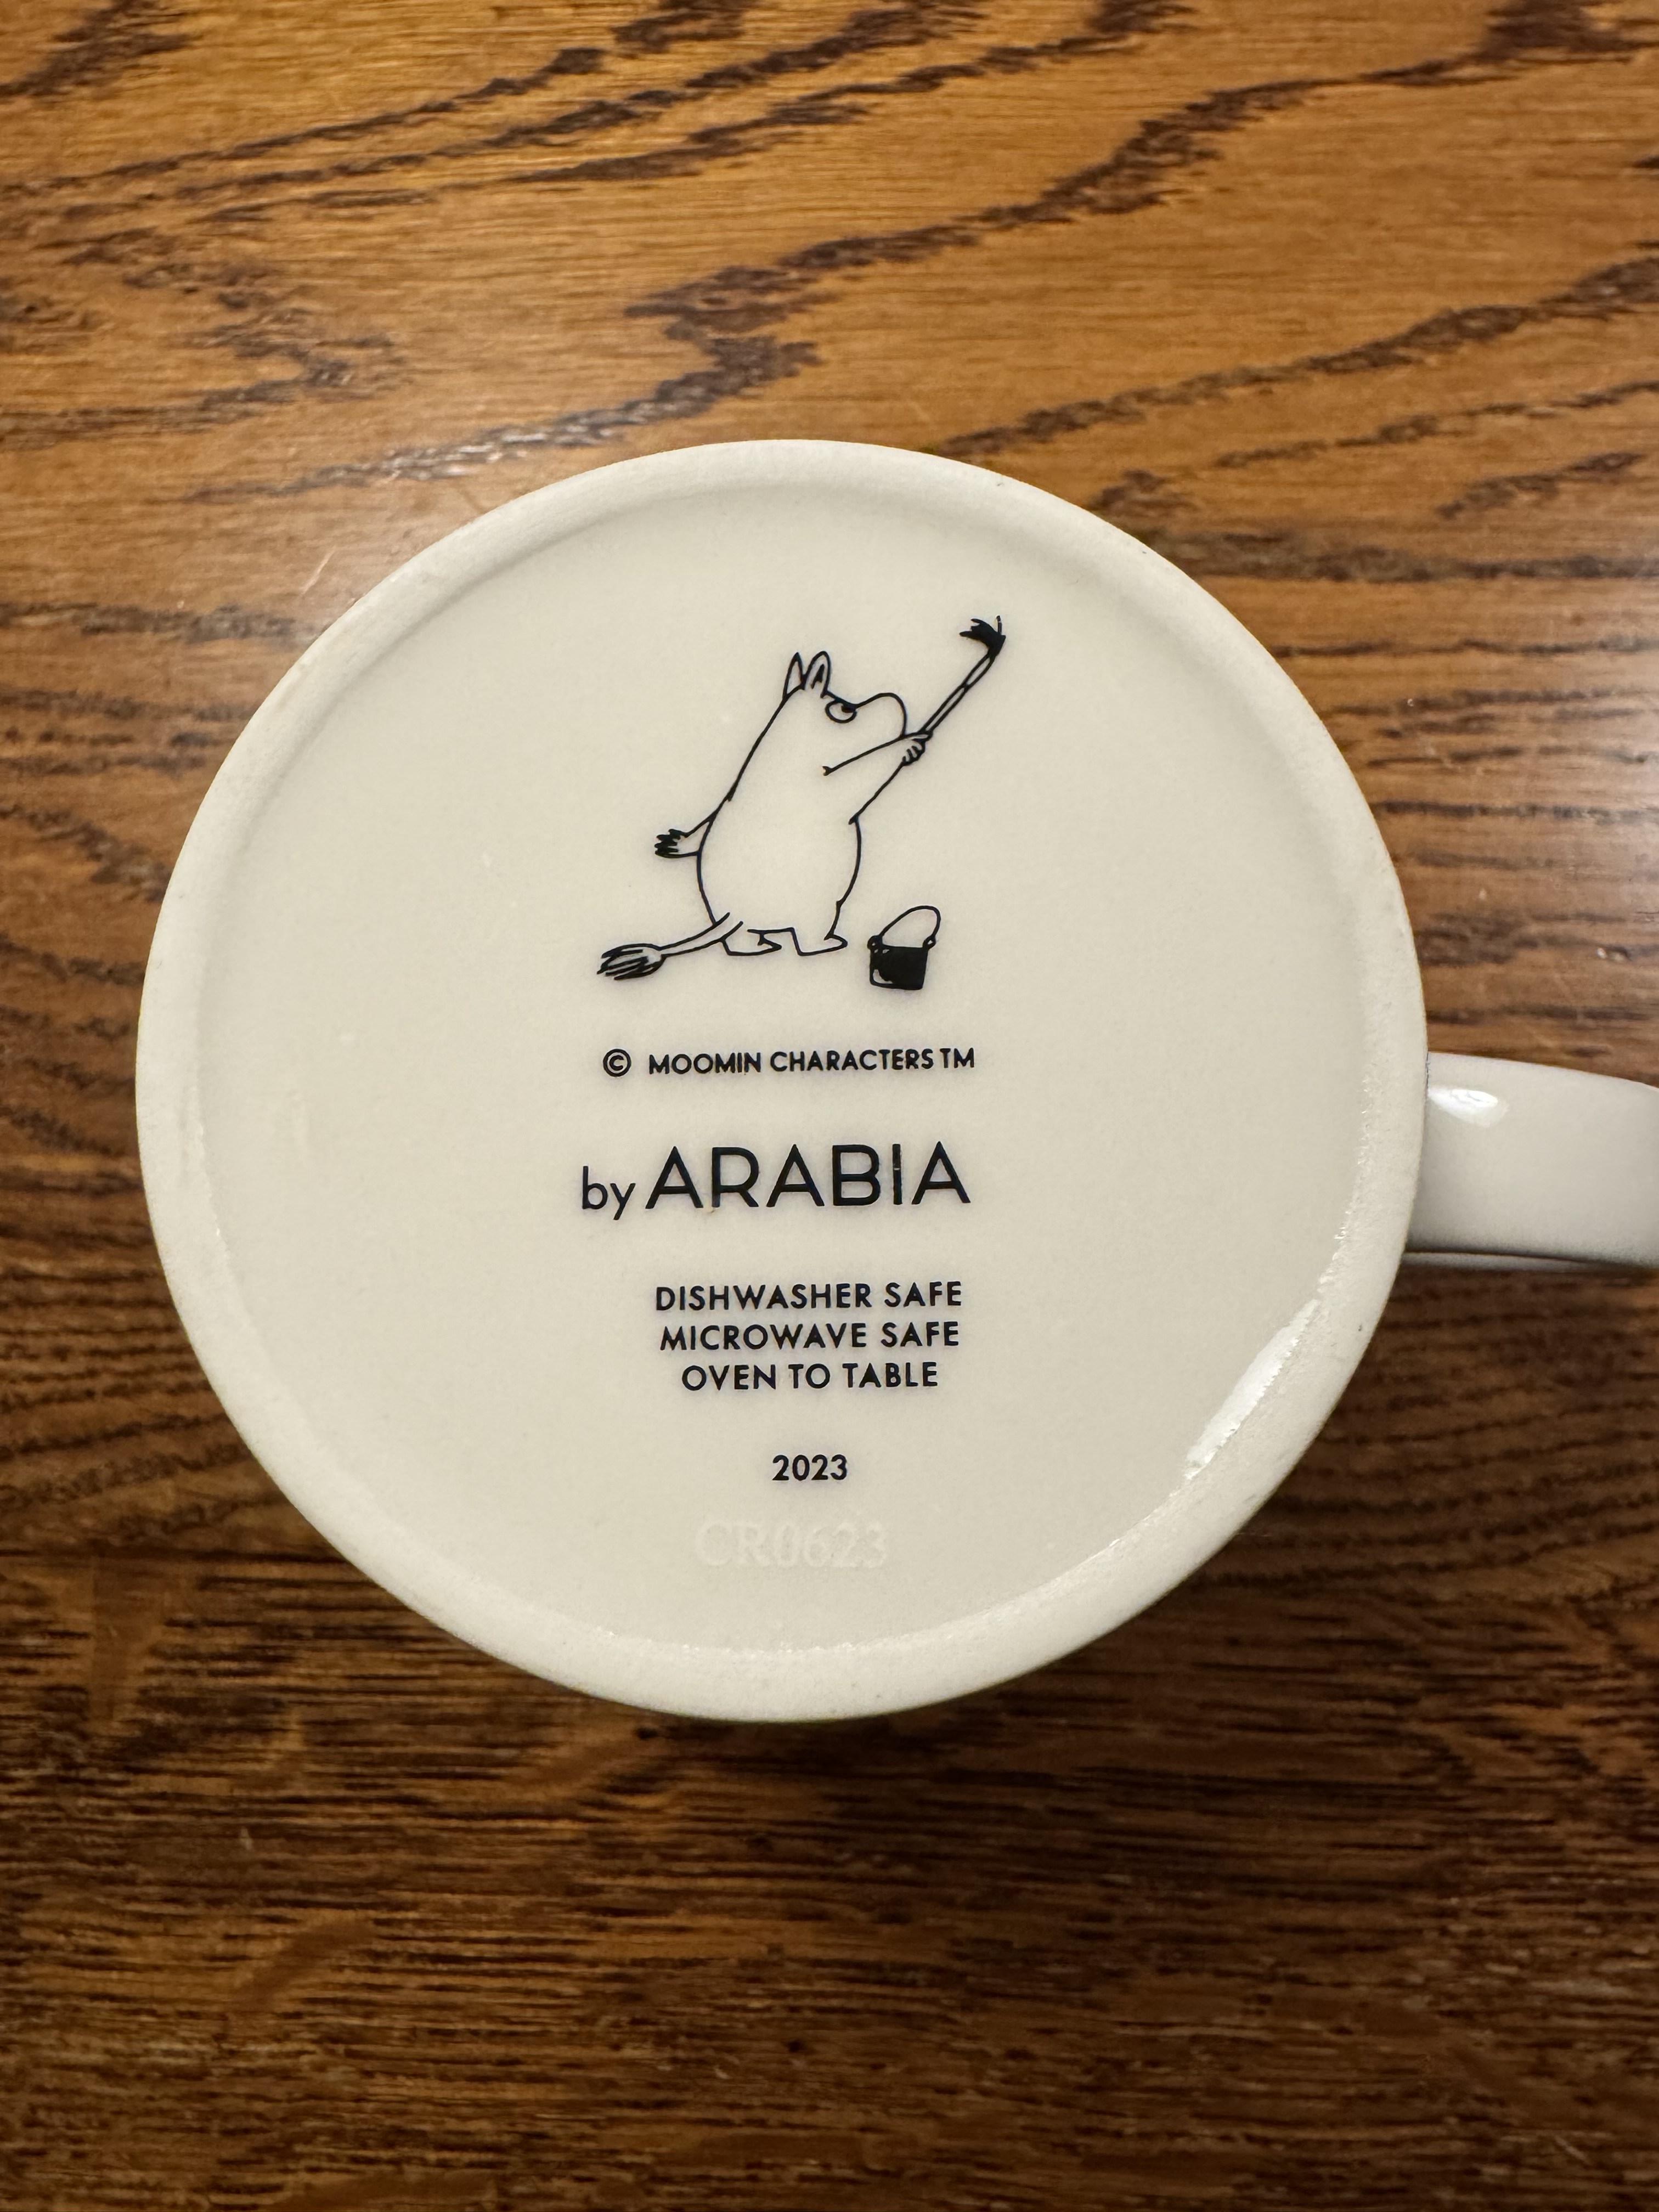 © MOOMIN CHARACTERS TM
by ARABIA
DISHWASHER SAFE
MICROWAVE SAFE
OVEN TO TABLE
2023
CR0623